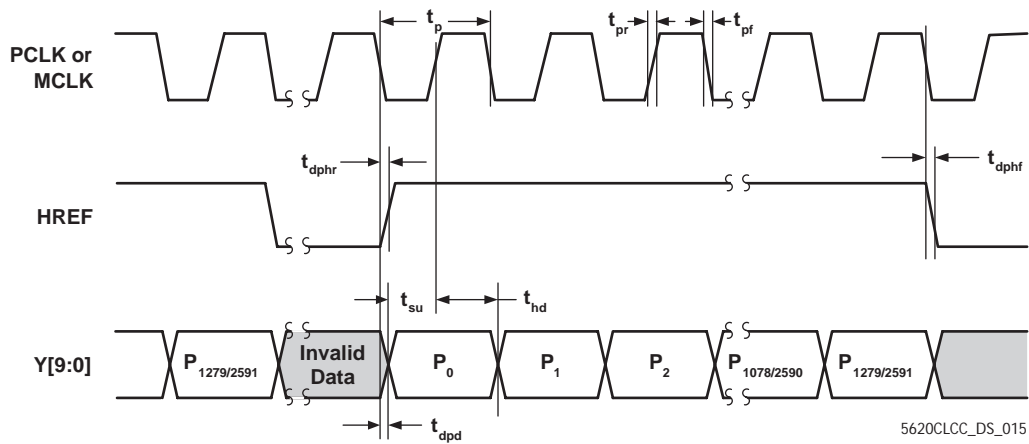 t_p
t_pr
t_pf
PCLK or
MCLK
t_dphr
t_dphf
HREF
t_su
t_hd
Y[9:0]
P_1279/2591
Invalid
Data
P_0
P_1
P_2
P_1078/2590
P_1279/2591
t_dpd
5620CLCC_DS_015